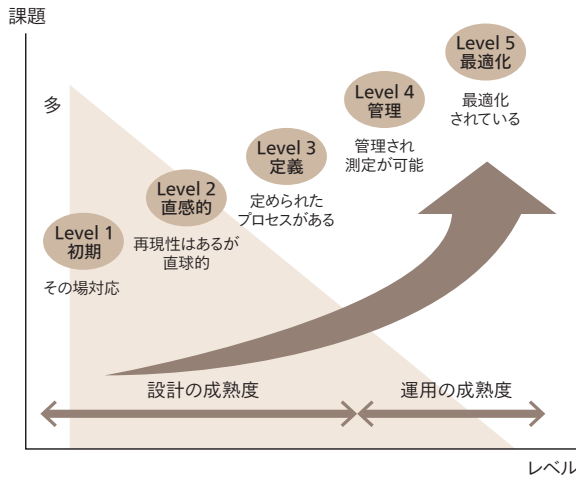 課題
多
Level 1
初期
その場対応
Level 2
直感的
再現性はあるが
直球的
Level 3
定義
定められた
プロセスがある
Level 4
管理
管理され
測定が可能
Level 5
最適化
最適化
されている
設計の成熟度
運用の成熟度
レベル